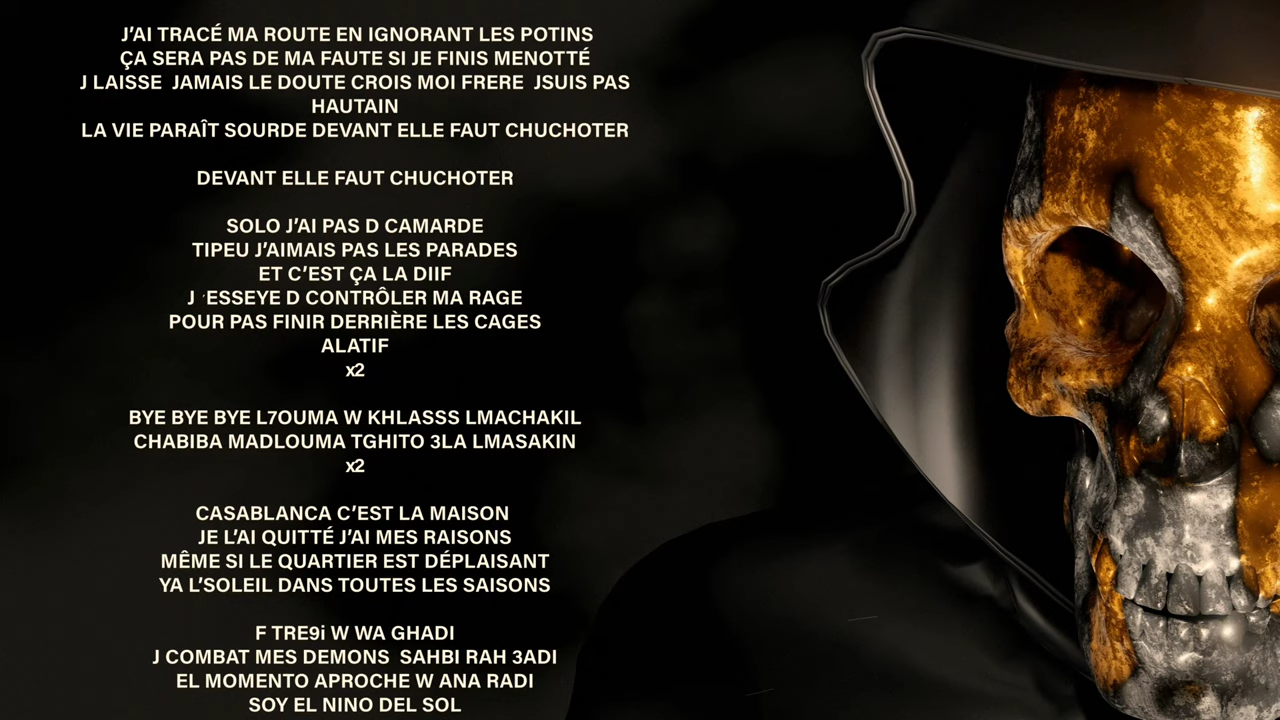 J'AI TRACÉ MA ROUTE EN IGNORANT LES POTINS
ÇA SERA PAS DE MA FAUTE SI JE FINIS MENOTTÉ
J LAISSE JAMAIS LE DOUTE CROIS MOI FRERE JSUIS PAS
HAUTAIN
LA VIE PARAÎT SOURDE DEVANT ELLE FAUT CHUCHOTER
DEVANT ELLE FAUT CHUCHOTER
SOLO J'AI PAS D CAMARDE
TIPEU J'AIMAIS PAS LES PARADES
ET C'EST ÇA LA DIIF
J 'ESSEYE D CONTRÔLER MA RAGE
POUR PAS FINIR DERRIÈRE LES CAGES
ALATIF
x2
BYE BYE BYE L7OUMA W KHLASSS LMACHAKIL
CHABIBA MADLOUMA TGHITO 3LA LMASAKIN
x2
CASABLANCA C'EST LA MAISON
JE L'AI QUITTÉ J'AI MES RAISONS
MÊME SI LE QUARTIER EST DÉPLAISANT
YA L'SOLEIL DANS TOUTES LES SAISONS
F TRE9i W WA GHADI
J COMBAT MES DEMONS SAHBI RAH 3ADI
EL MOMENTO APROCHE W ANA RADI
SOY EL NINO DEL SOL